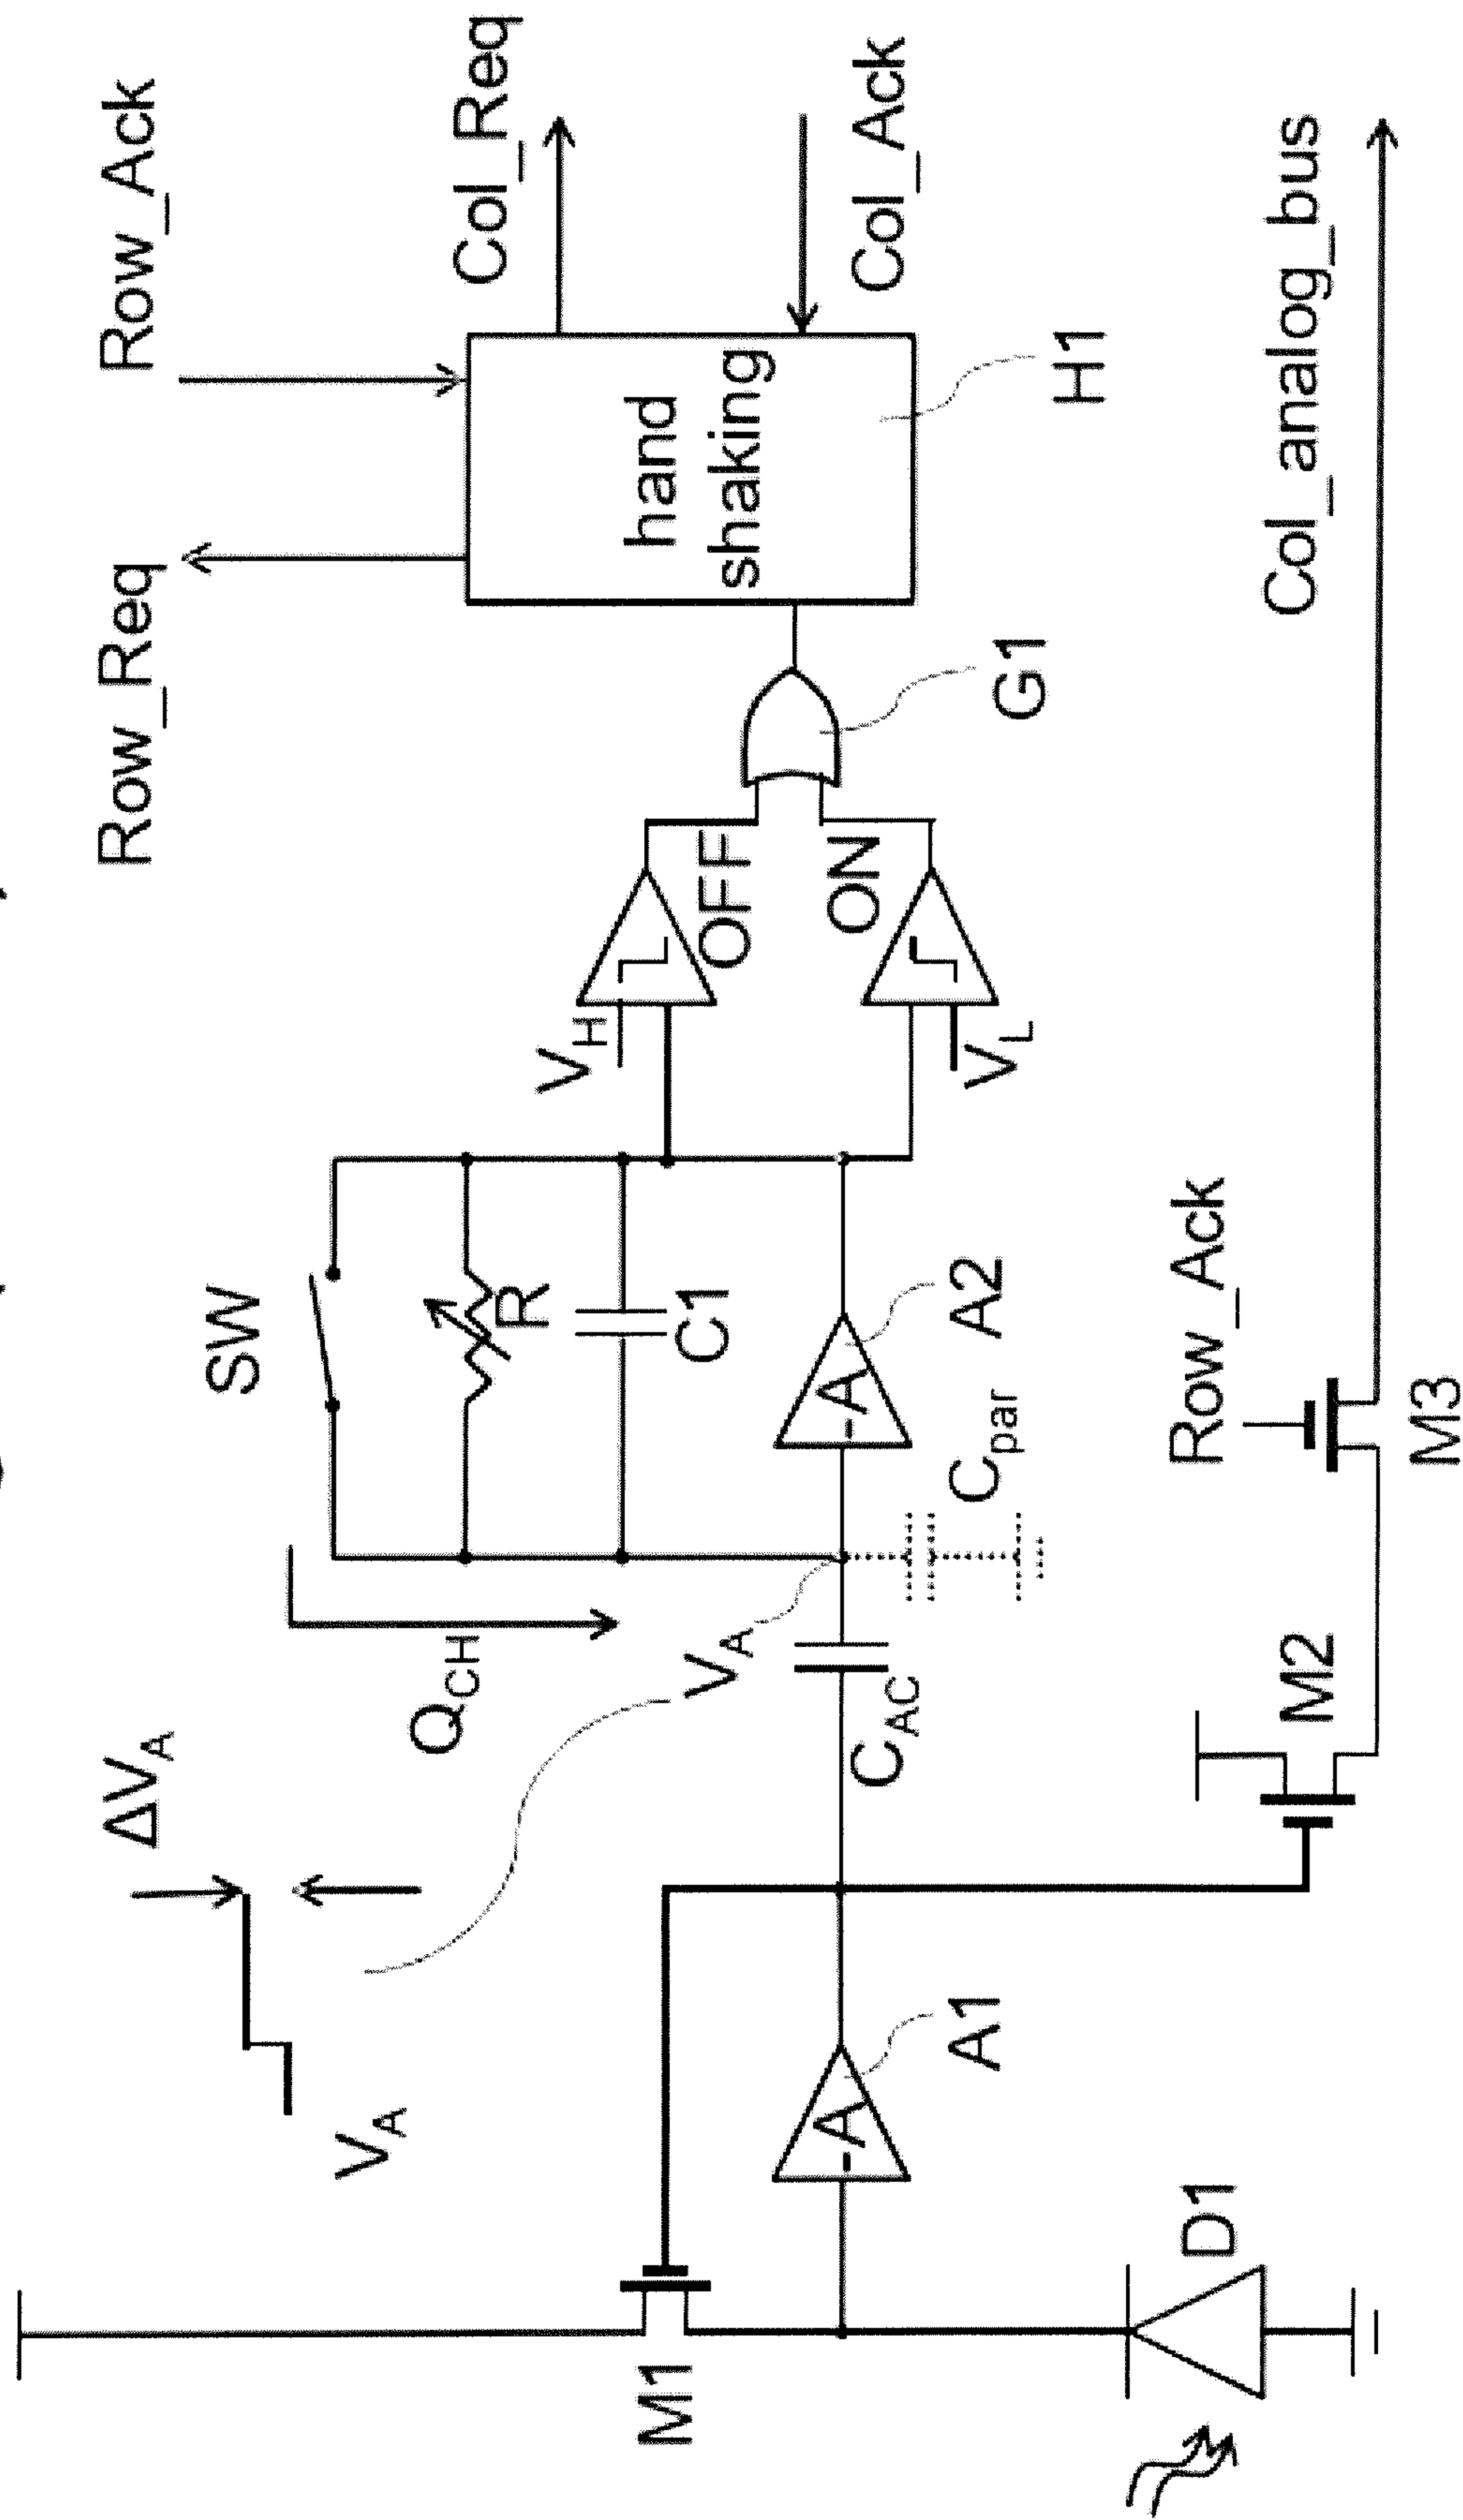 ΔV_A
V_A
Q_CH
SW
R
C1
V_A
C_AC
C_par
-A
A1
-A
A2
M1
D1
V_H
OFF
ON
V_L
G1
hand
shaking
H1
Row_Req
Row_Ack
Col_Req
Col_Ack
M2
Row_Ack
M3
Col_analog_bus